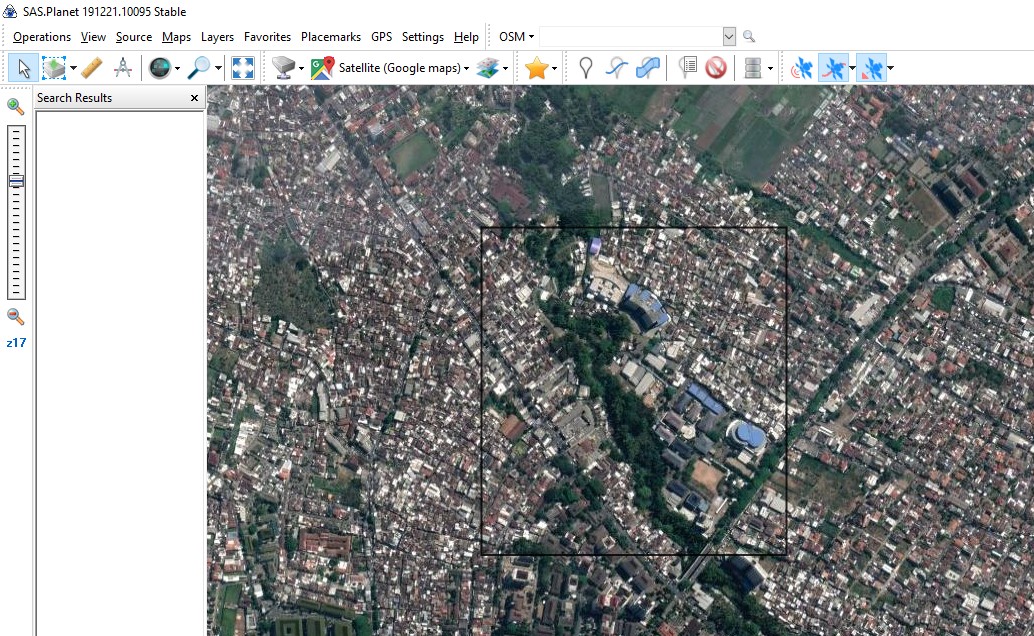 SAS.Planet 191221.10095 Stable
Operations View Source Maps Layers Favorites Placemarks GPS Settings Help OSM
Satellite (Google maps)
Search Results ×
z17